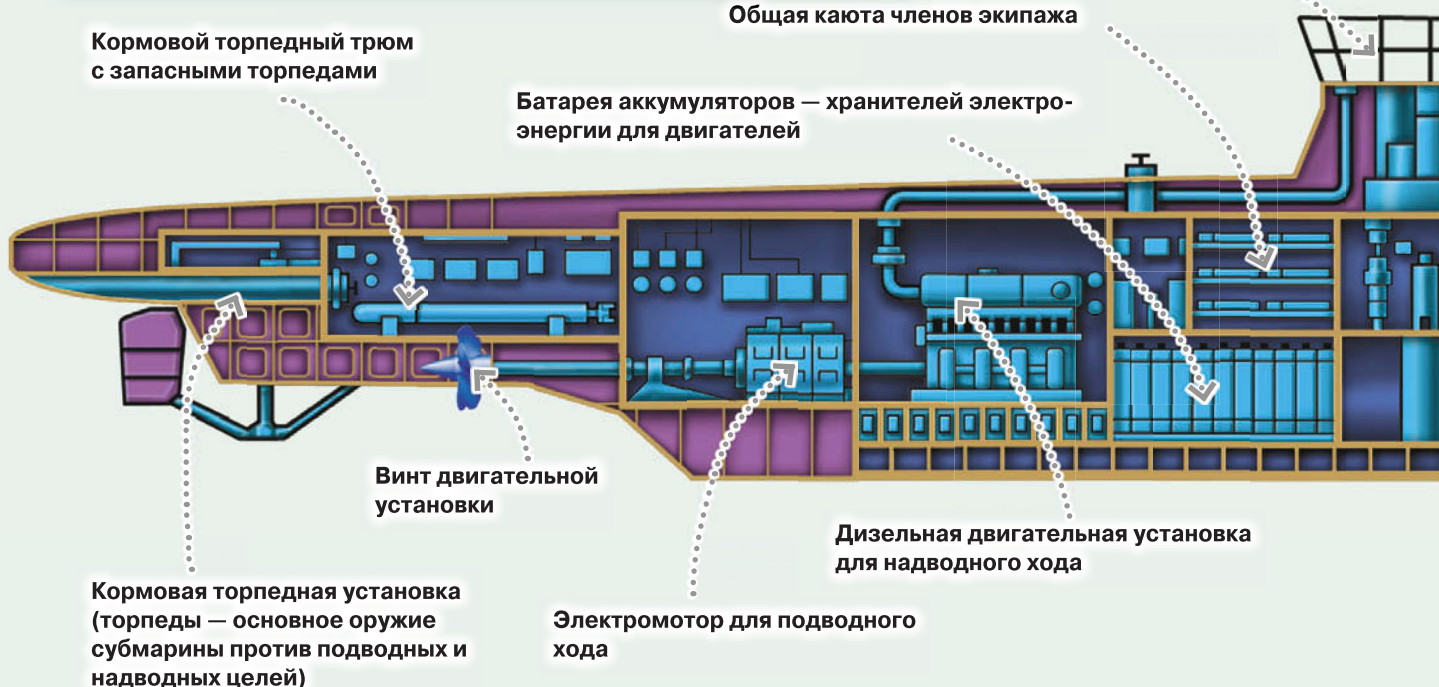 Общая каюта членов экипажа
Кормовой торпедный трюм
с запасными торпедами
Батарея аккумуляторов — хранителей электро-
энергии для двигателей
Винт двигательной
установки
Дизельная двигательная установка
для надводного хода
Кормовая торпедная установка
(торпеды — основное оружие
субмарины против подводных и
надводных целей)
Электромотор для подводного
хода